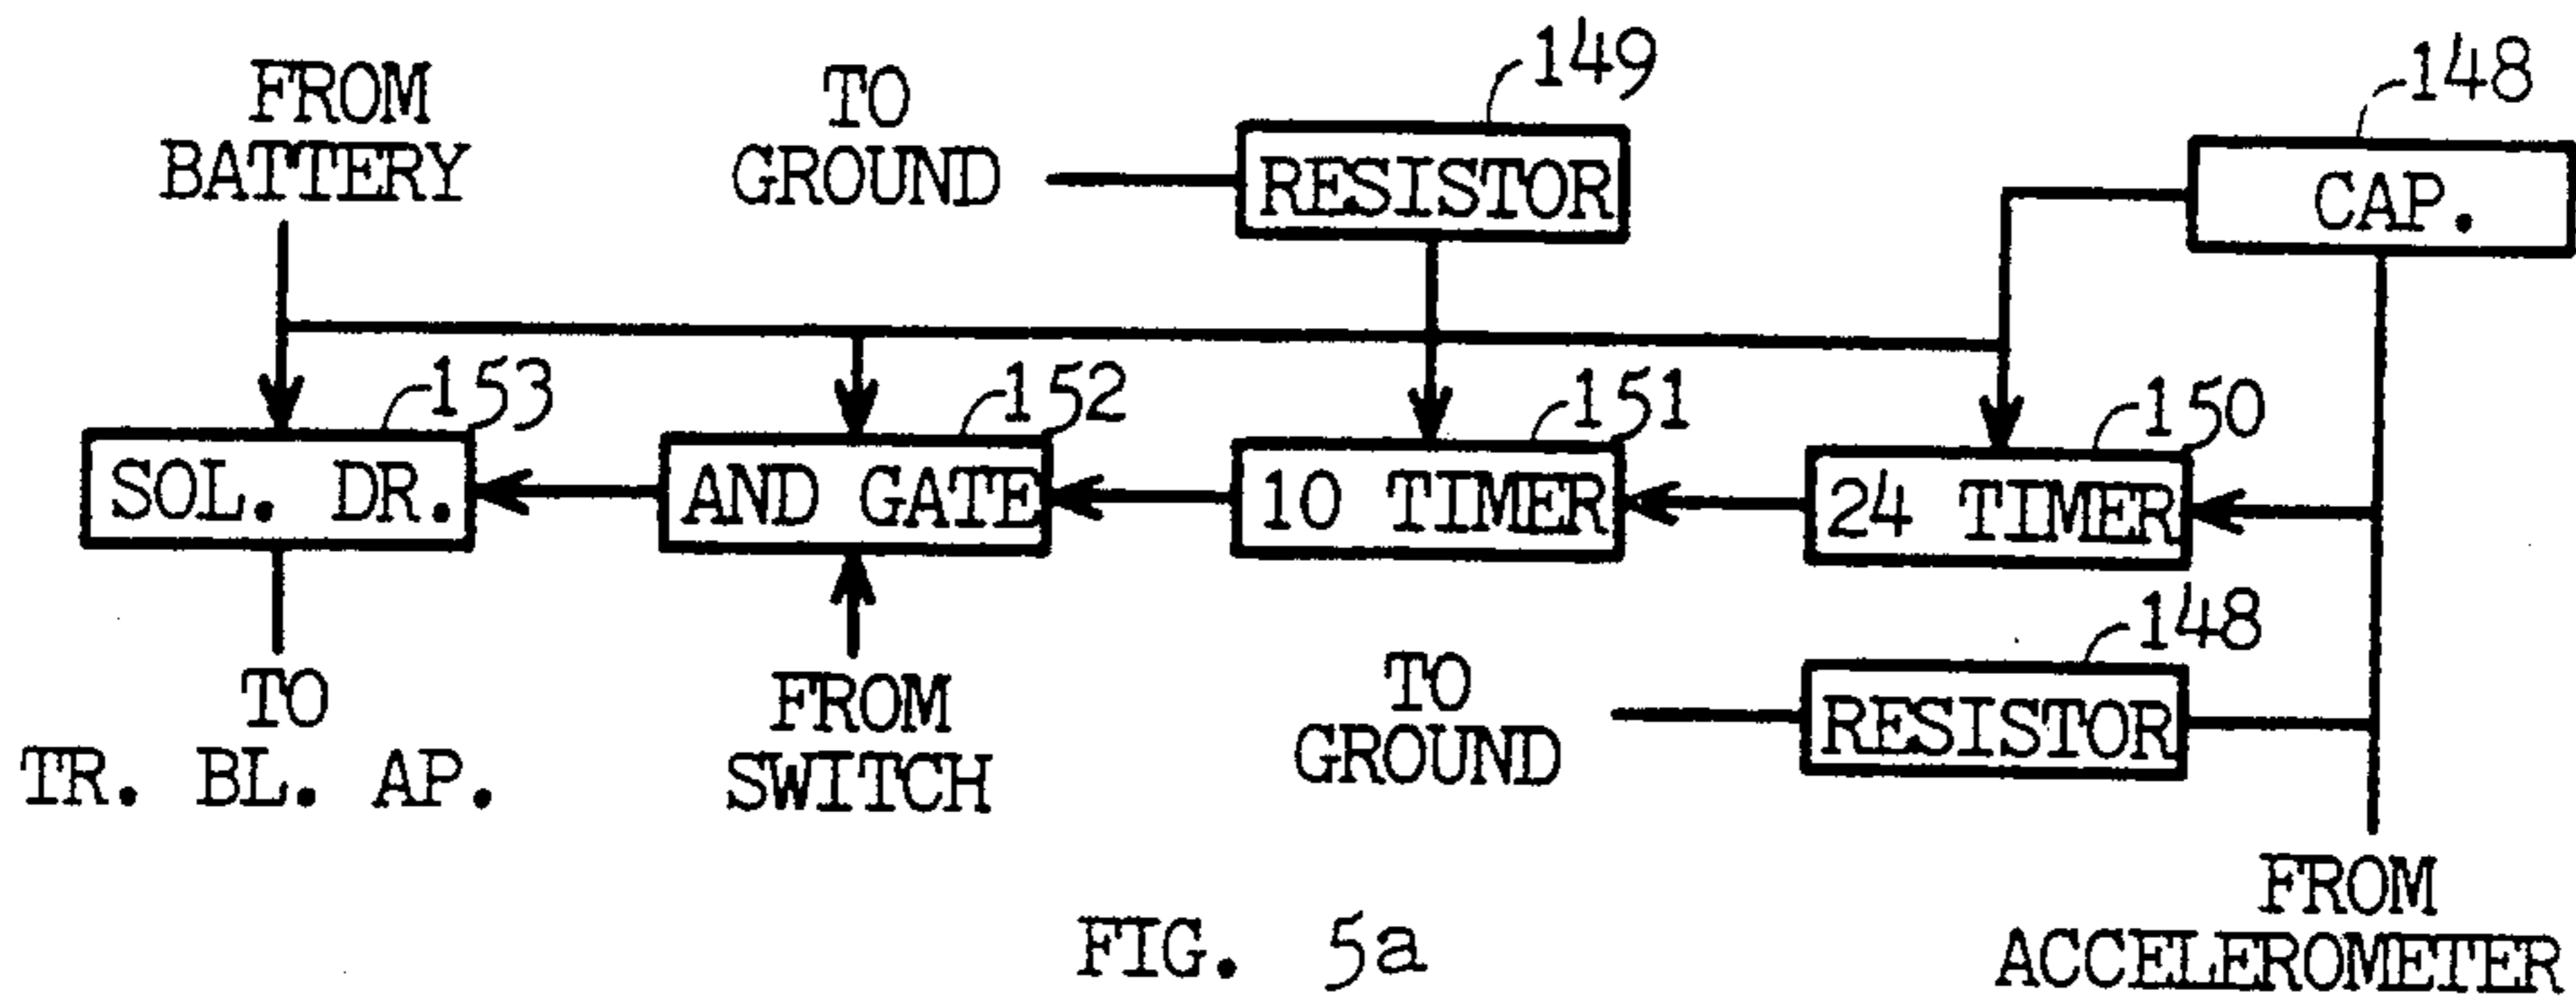 FROM
BATTERY
TO
GROUND
149
RESISTOR
148
CAP.
153
SOL. DR.
152
AND GATE
151
10 TIMER
150
24 TIMER
TO
TR. BL. AP.
FROM
SWITCH
TO
GROUND
148
RESISTOR
FROM
ACCELEROMETER
FIG. 5a